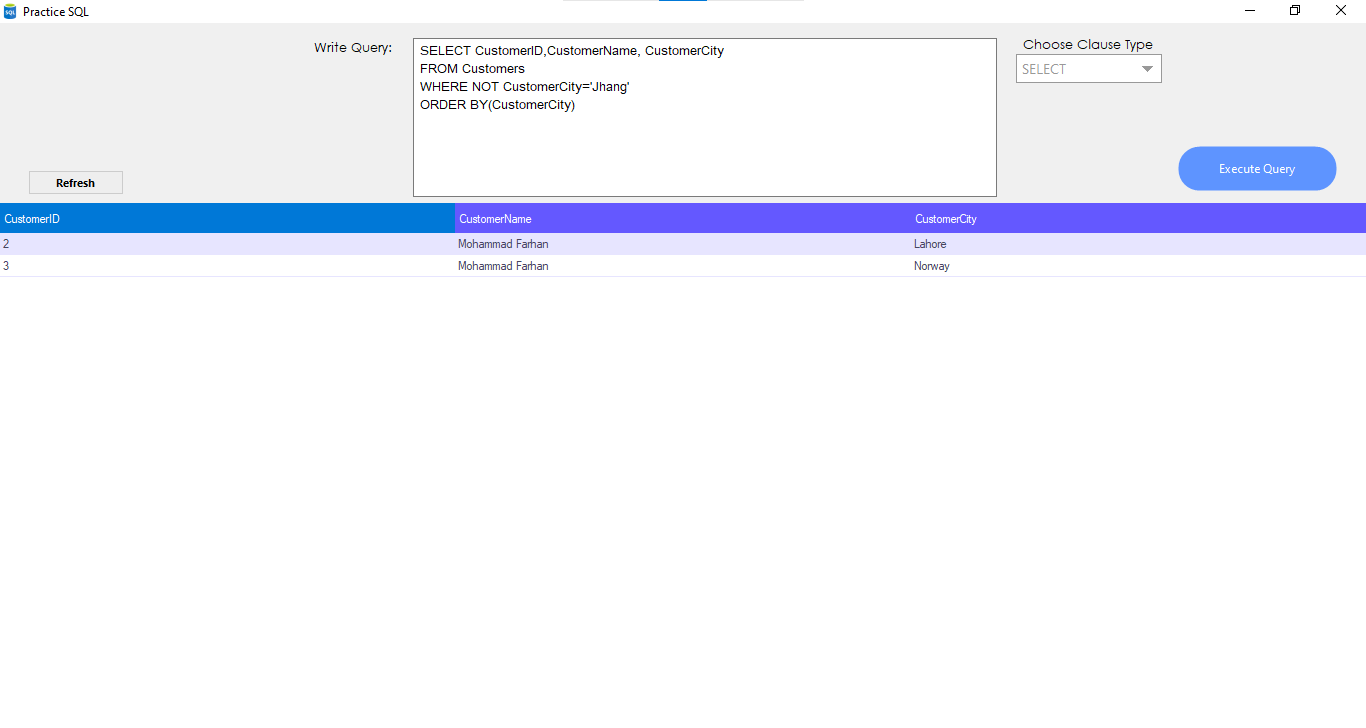 Practice SQL
Write Query:
SELECT CustomerID,CustomerName, CustomerCity
FROM Customers
WHERE NOT CustomerCity='Jhang'
ORDER BY(CustomerCity)
Choose Clause Type
SELECT
Refresh
Execute Query
CustomerID CustomerName CustomerCity
2 Mohammad Farhan Lahore
3 Mohammad Farhan Norway